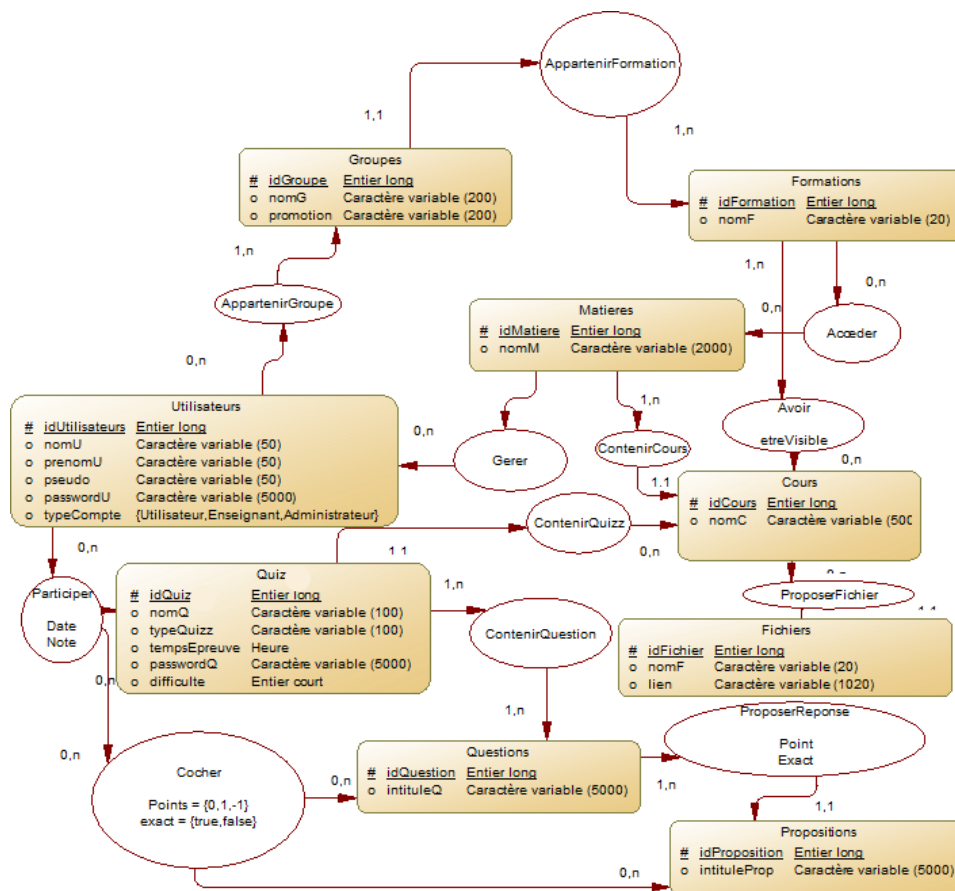 AppartenirFormation
1,1
1,n
Groupes
# idGroupe Entier long
o nomG Caractère variable (200)
o promotion Caractère variable (200)
Formations
# idFormation Entier long
o nomF Caractère variable (20)
1,n
1,n
0,n
AppartenirGroupe
0,n
Matieres
# idMatiere Entier long
o nomM Caractère variable (2000)
Acceder
0,n
Utilisateurs
# idUtilisateurs Entier long
o nomU Caractère variable (50)
o prenomU Caractère variable (50)
o pseudo Caractère variable (50)
o passwordU Caractère variable (5000)
o typeCompte {Utilisateur,Enseignant,Administrateur}
1,n
0,n
Gerer
ContenirCours
1,1
Avoir
etreVisible
0,n
Cours
# idCours Entier long
o nomC Caractère variable (500
ContenirQuizz
0,n
1,1
0,n
Participer
Date
Note
Quiz
# idQuiz Entier long
o nomQ Caractère variable (100)
o typeQuizz Caractère variable (100)
o tempsEpreuve Heure
o passwordQ Caractère variable (5000)
o difficulte Entier court
1,n
ContenirQuestion
ProposerFichier
Fichiers
# idFichier Entier long
o nomF Caractère variable (20)
o lien Caractère variable (1020)
0,n
0,n
1,n
ProposerReponse
Point
Exact
Cocher
Points = {0,1,-1}
exact = {true,false}
0,n
Questions
# idQuestion Entier long
o intituleQ Caractère variable (5000)
1,n
1,1
Propositions
# idProposition Entier long
o intituleProp Caractère variable (5000)
0,n